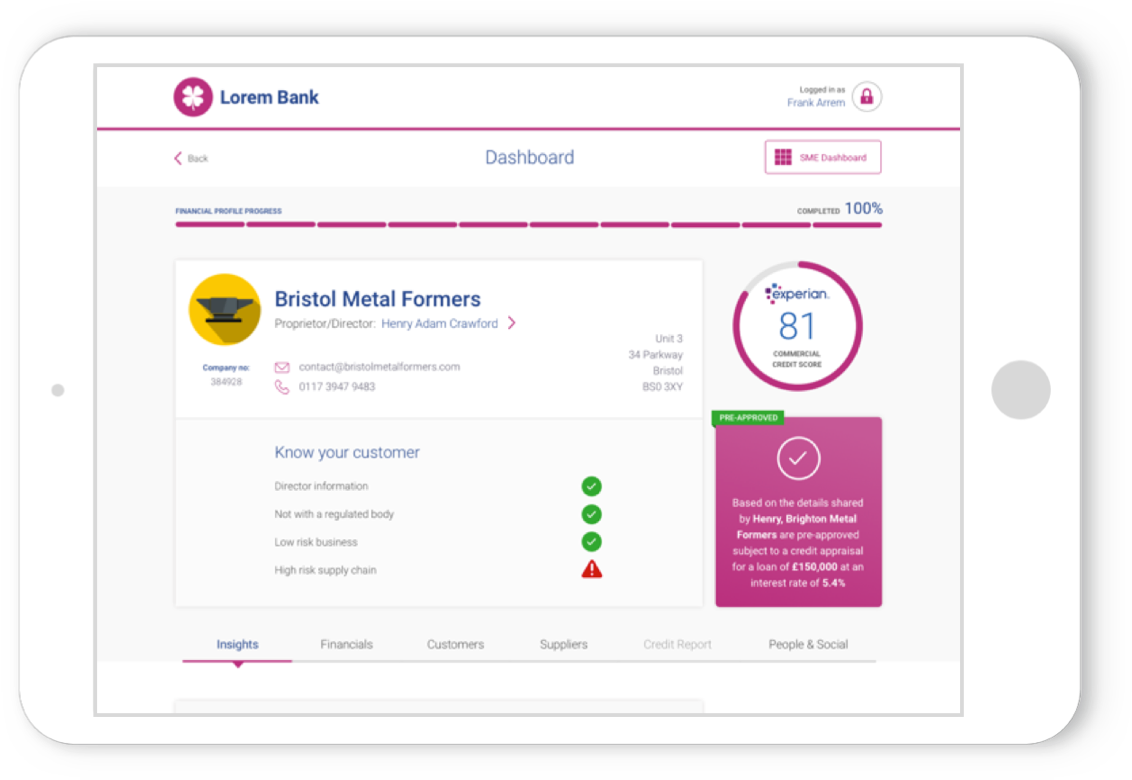 Lorem Bank
Logged in as
Frank Arrem
Back
Dashboard
SME Dashboard
FINANCIAL PROFILE PROGRESS
COMPLETED 100%
Bristol Metal Formers
Proprietor/Director: Henry Adam Crawford
Company no:
384928
contact@bristolmetalformers.com
0117 3947 9483
Unit 3
34 Parkway
Bristol
BS0 3XY
experian.
81
COMMERCIAL
CREDIT SCORE
Know your customer
Director information
Not with a regulated body
Low risk business
High risk supply chain
PRE-APPROVED
Based on the details shared
by Henry, Brighton Metal
Formers are pre-approved
subject to a credit appraisal
for a loan of £150,000 at an
interest rate of 5.4%
Insights
Financials
Customers
Suppliers
Credit Report
People & Social